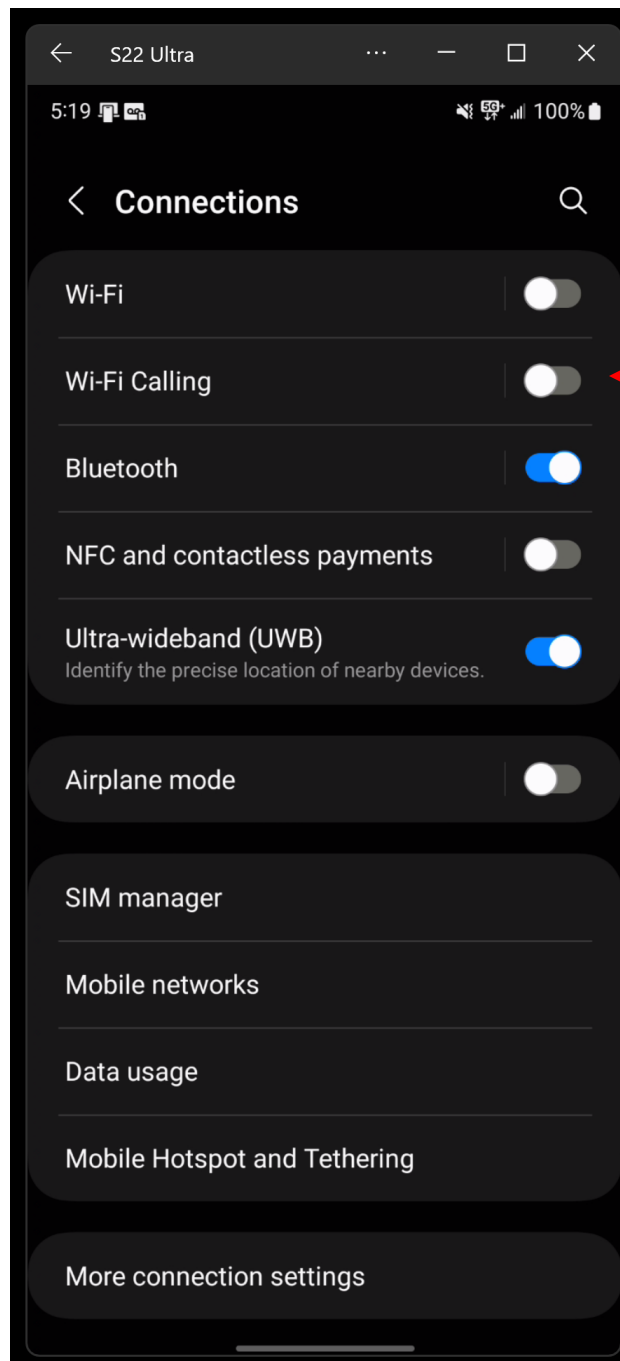 S22 Ultra
5:19 5G+ 100%
Connections
Wi-Fi
Wi-Fi Calling
Bluetooth
NFC and contactless payments
Ultra-wideband (UWB)
Identify the precise location of nearby devices.
Airplane mode
SIM manager
Mobile networks
Data usage
Mobile Hotspot and Tethering
More connection settings